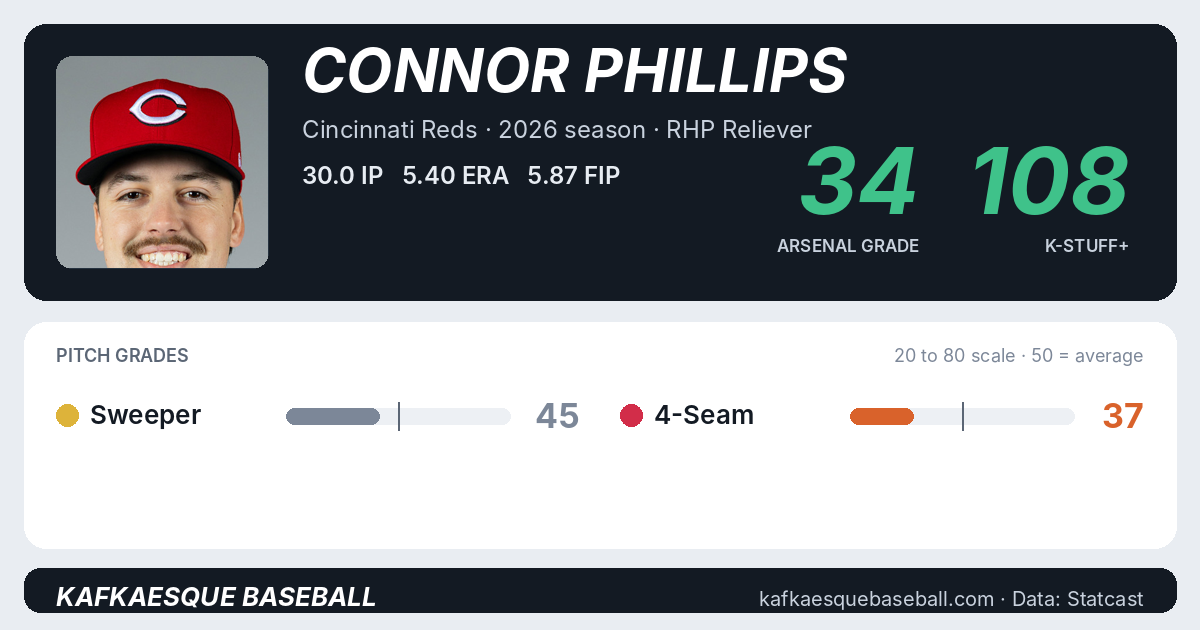 CONNOR PHILLIPS
Cincinnati Reds · 2026 season · RHP Reliever
30.0 IP 5.40 ERA 5.87 FIP
34 108
ARSENAL GRADE K-STUFF+
PITCH GRADES 20 to 80 scale · 50 = average
Sweeper 45 4-Seam 37
KAFKAESQUE BASEBALL kafkaesquebaseball.com · Data: Statcast